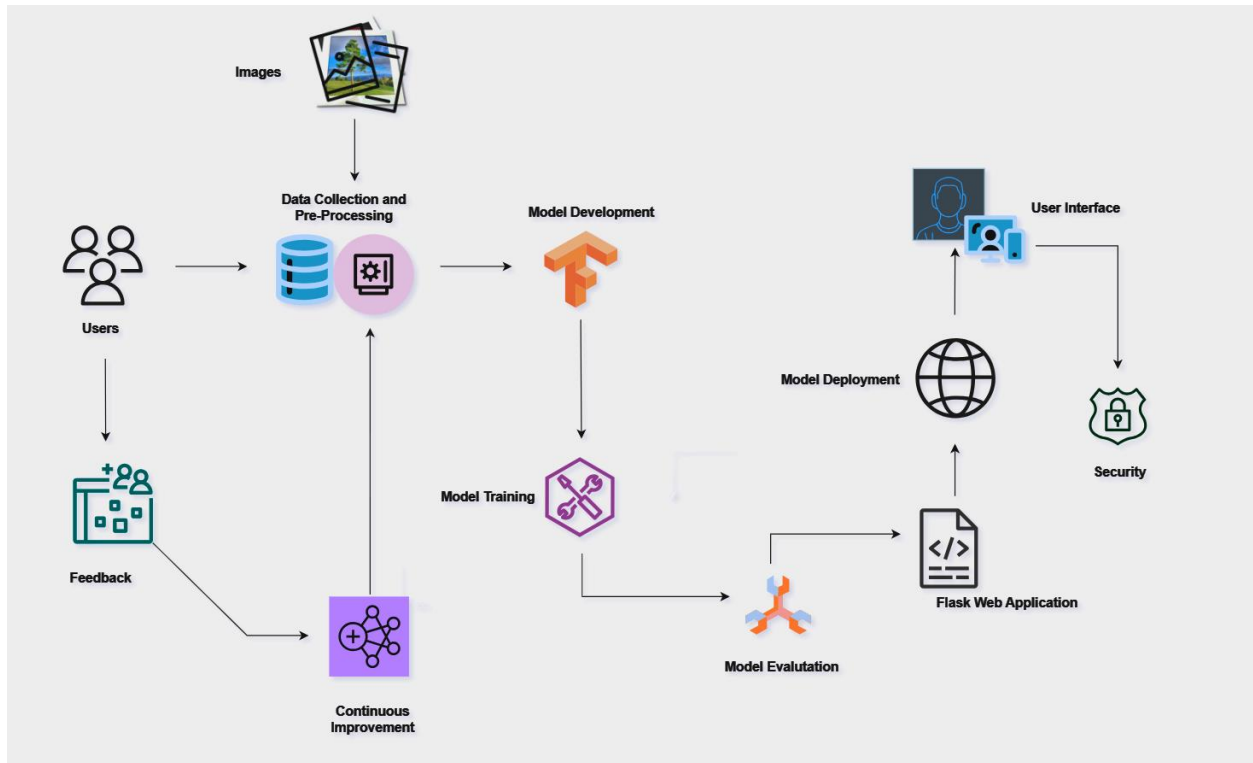 Images
Data Collection and
Pre-Processing
Model Development
User Interface
Users
Model Deployment
Security
Model Training
Feedback
Flask Web Application
Model Evalutation
Continuous
Improvement